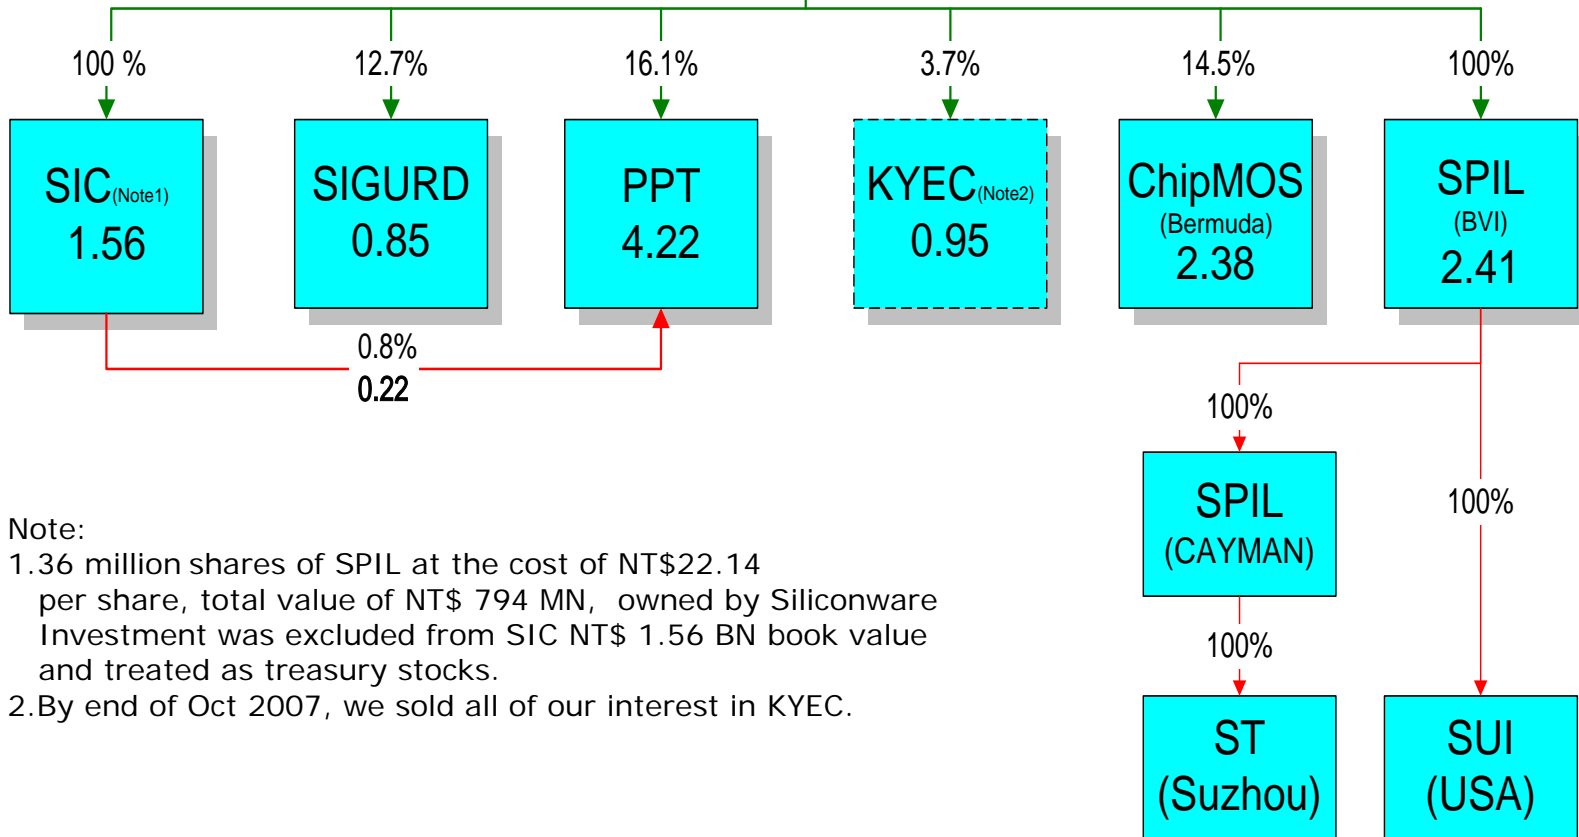 100 %
12.7%
16.1%
3.7%
14.5%
100%
SIC(Note1)
1.56
SIGURD
0.85
PPT
4.22
KYEC(Note2)
0.95
ChipMOS
(Bermuda)
2.38
SPIL
(BVI)
2.41
0.8%
0.22
100%
SPIL
(CAYMAN)
100%
100%
ST
(Suzhou)
SUI
(USA)
Note:
1.36 million shares of SPIL at the cost of NT$22.14
per share, total value of NT$ 794 MN, owned by Siliconware
Investment was excluded from SIC NT$ 1.56 BN book value
and treated as treasury stocks.
2.By end of Oct 2007, we sold all of our interest in KYEC.